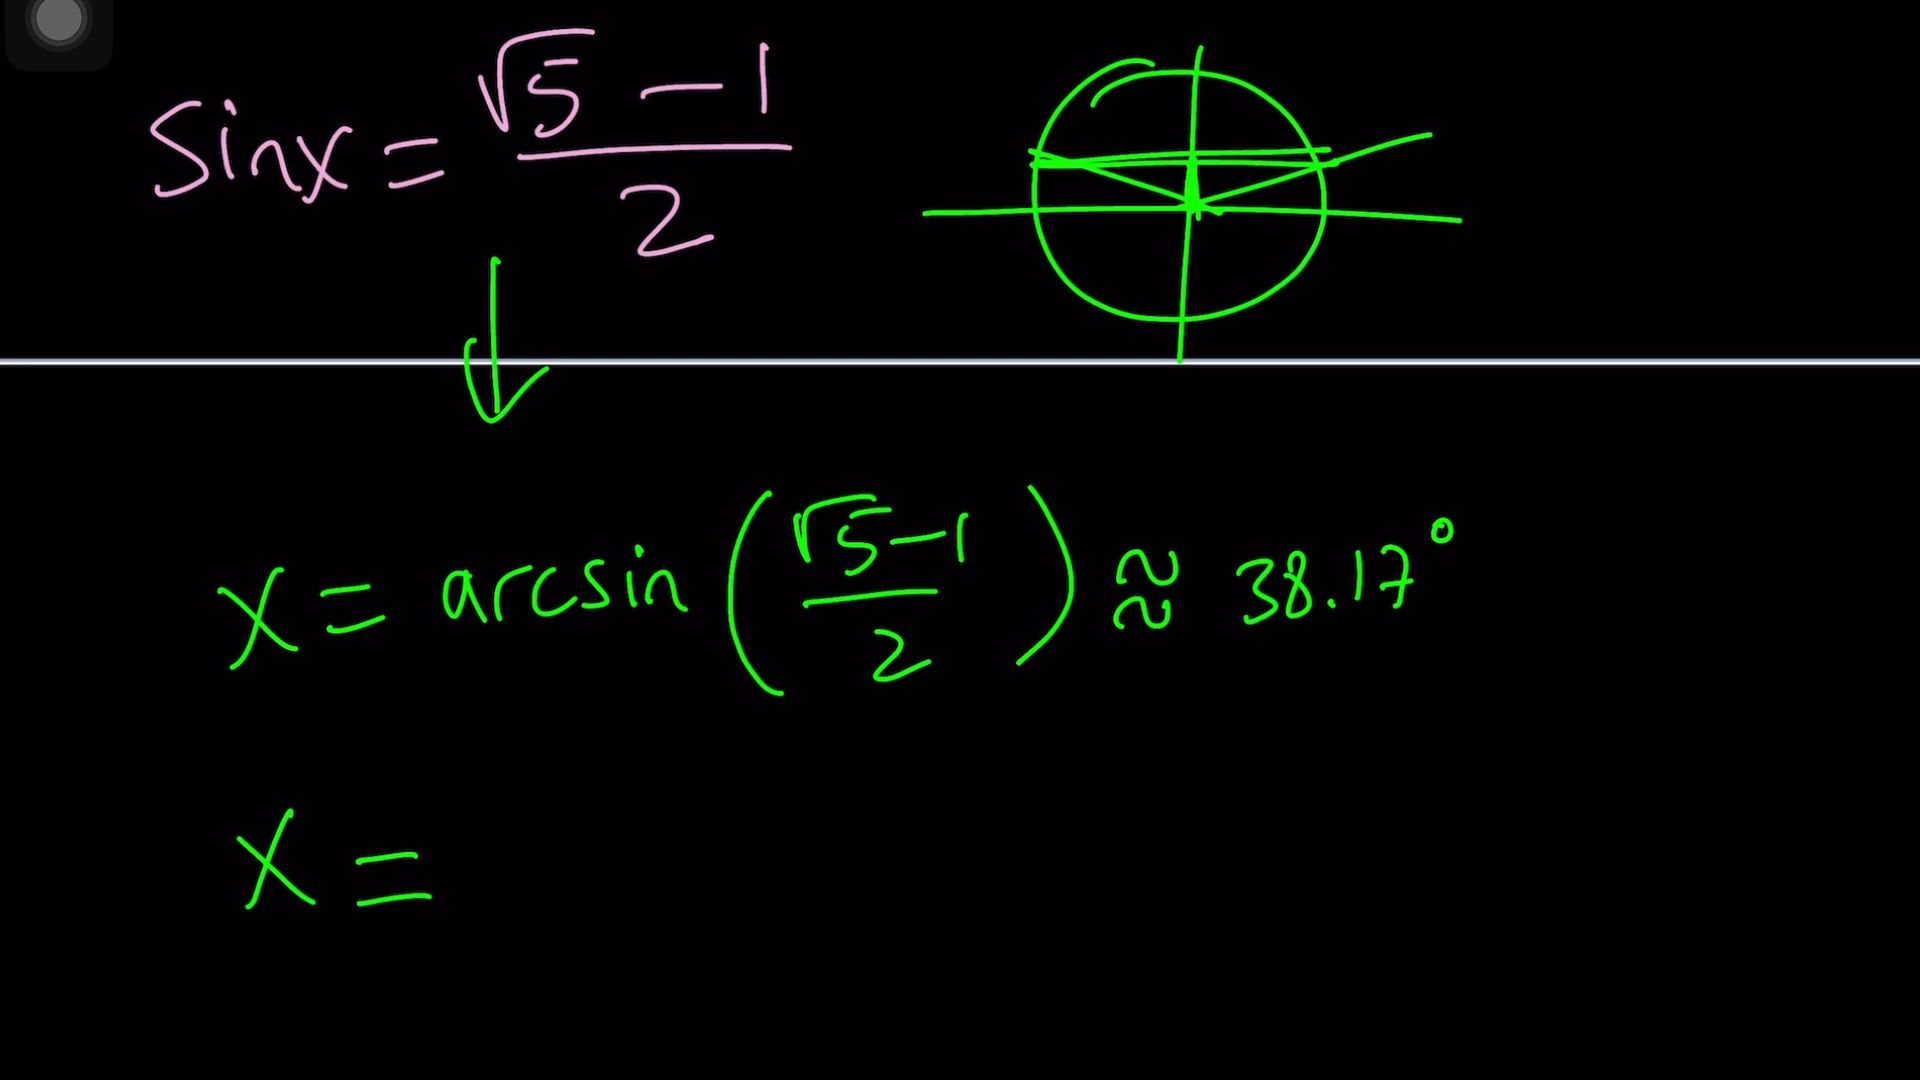 Sinx = (√5 - 1)/2
x = arcsin((√5-1)/2) ≈ 38.17°
x =